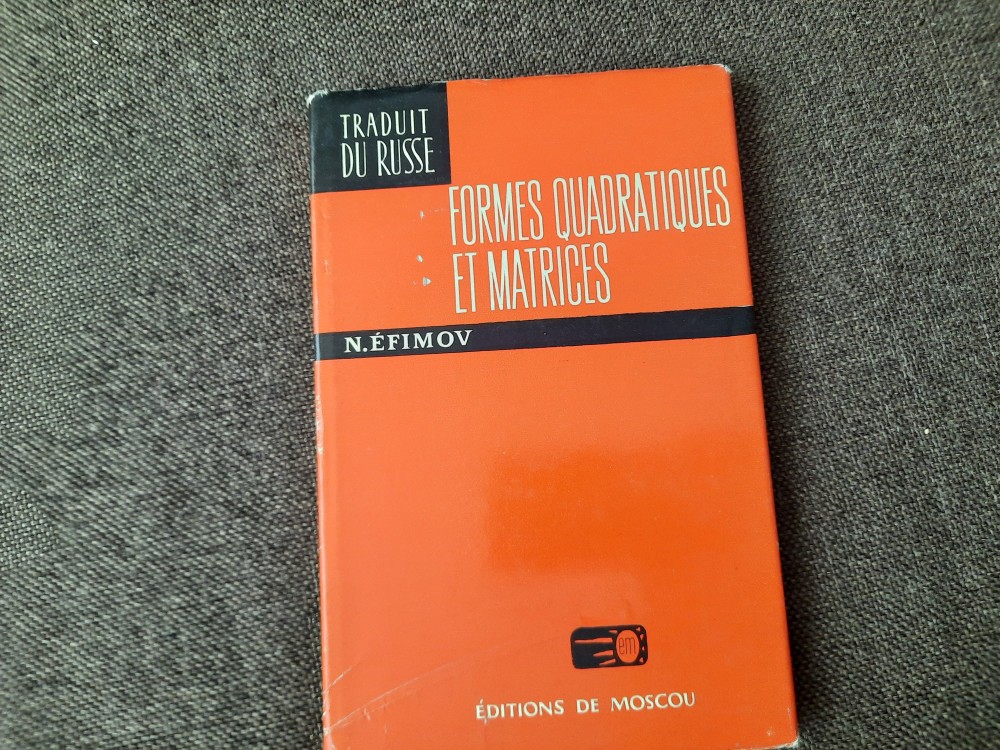 TRADUIT
DU RUSSE
FORMES QUADRATIQUES
ET MATRICES
N.ÉFIMOV
em
ÉDITIONS DE MOSCOU